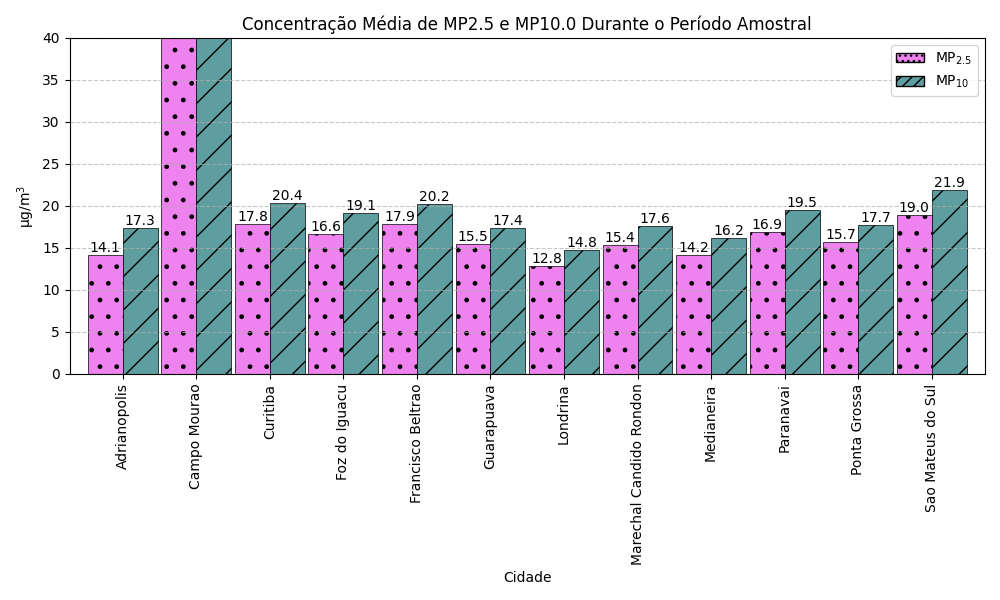 Concentração Média de MP2.5 e MP10.0 Durante o Período Amostral
MP₂.₅
MP₁₀
µg/m³
40
35
30
25
20
15
10
5
0
14.1
17.3
17.8
20.4
16.6
19.1
17.9
20.2
15.5
17.4
12.8
14.8
15.4
17.6
14.2
16.2
16.9
19.5
15.7
17.7
19.0
21.9
Adrianopolis
Campo Mourao
Curitiba
Foz do Iguacu
Francisco Beltrao
Guarapuava
Londrina
Marechal Candido Rondon
Medianeira
Paranavai
Ponta Grossa
Sao Mateus do Sul
Cidade